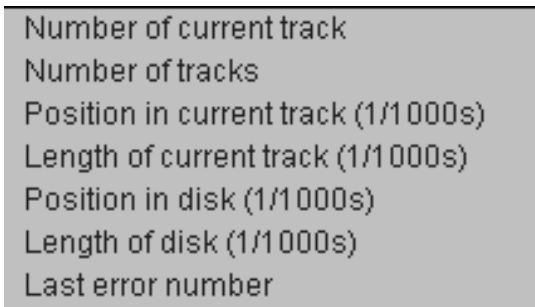 Number of current track
Number of tracks
Position in current track (1/1000s)
Length of current track (1/1000s)
Position in disk (1/1000s)
Length of disk (1/1000s)
Last error number